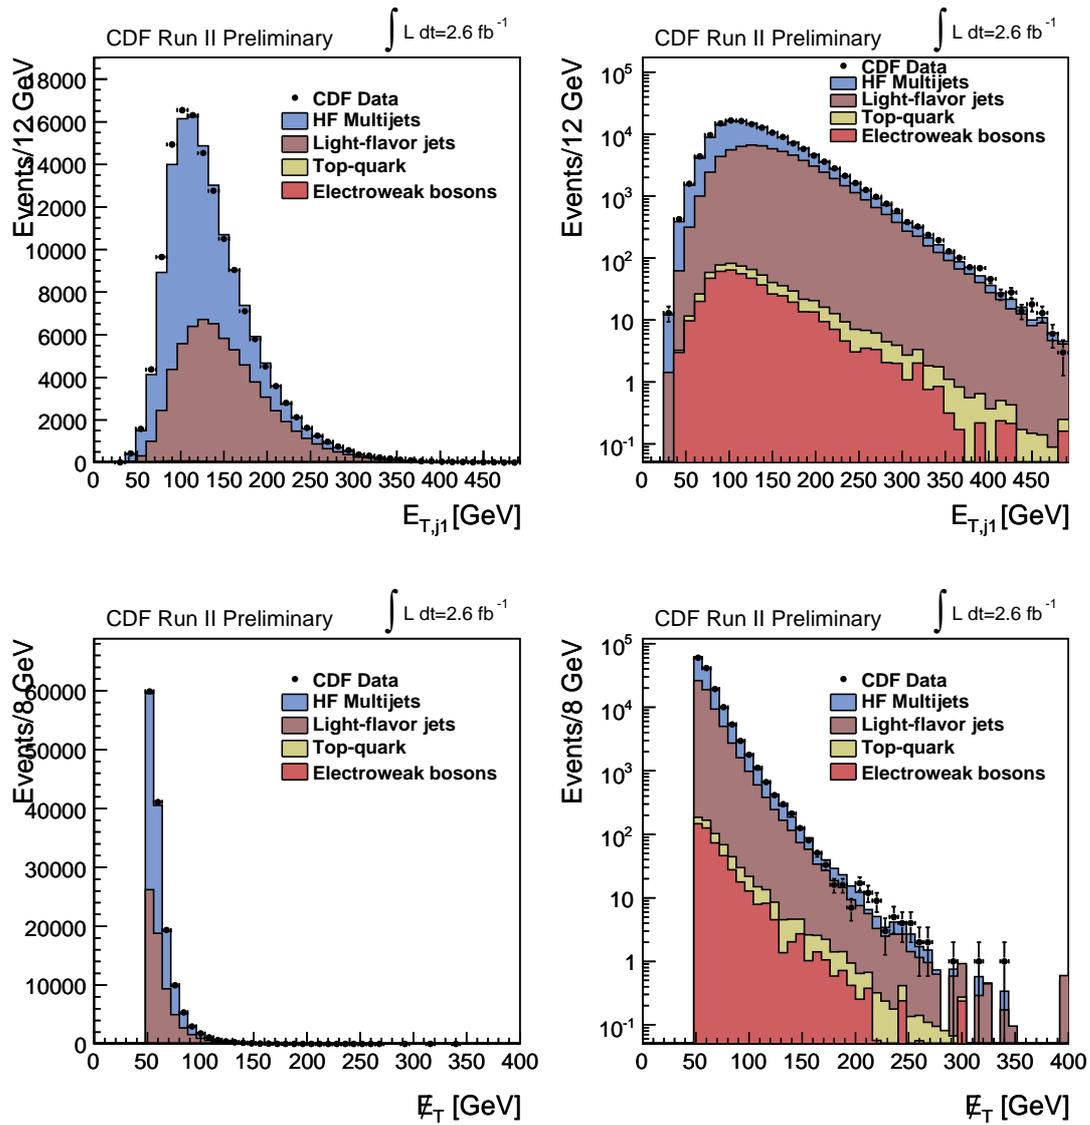 CDF Run II Preliminary
∫ L dt=2.6 fb⁻¹
Events/12 GeV
18000
16000
14000
12000
10000
8000
6000
4000
2000
0
CDF Data
HF Multijets
Light-flavor jets
Top-quark
Electroweak bosons
0 50 100 150 200 250 300 350 400 450
E_T,j1 [GeV]
CDF Run II Preliminary
∫ L dt=2.6 fb⁻¹
Events/12 GeV
10⁵
10⁴
10³
10²
10
1
10⁻¹
CDF Data
HF Multijets
Light-flavor jets
Top-quark
Electroweak bosons
0 50 100 150 200 250 300 350 400 450
E_T,j1 [GeV]
CDF Run II Preliminary
∫ L dt=2.6 fb⁻¹
Events/8 GeV
60000
50000
40000
30000
20000
10000
0
CDF Data
HF Multijets
Light-flavor jets
Top-quark
Electroweak bosons
0 50 100 150 200 250 300 350 400
E̸_T [GeV]
CDF Run II Preliminary
∫ L dt=2.6 fb⁻¹
Events/8 GeV
10⁵
10⁴
10³
10²
10
1
10⁻¹
CDF Data
HF Multijets
Light-flavor jets
Top-quark
Electroweak bosons
0 50 100 150 200 250 300 350 400
E̸_T [GeV]